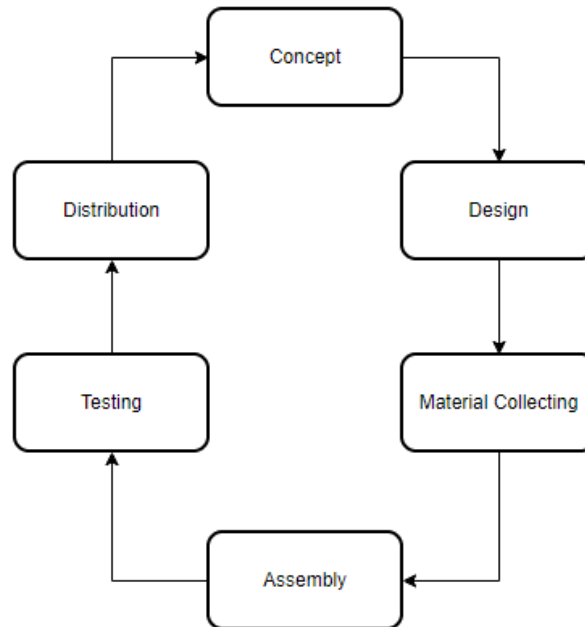 Concept
Design
Material Collecting
Assembly
Testing
Distribution